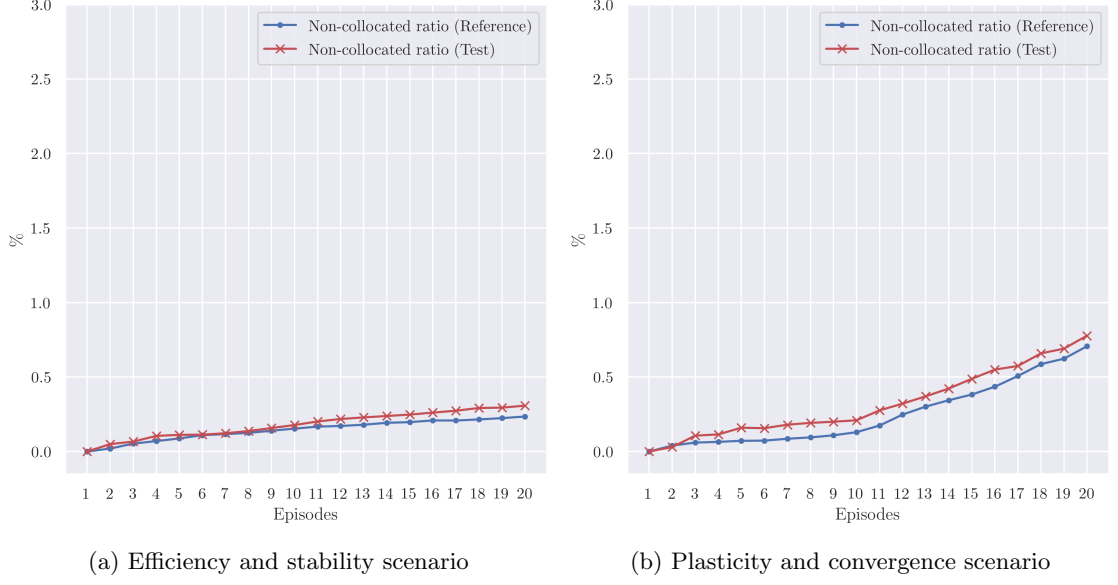 Non-collocated ratio (Reference)
Non-collocated ratio (Test)
3.0
2.5
2.0
1.5
1.0
0.5
0.0
%
1 2 3 4 5 6 7 8 9 10 11 12 13 14 15 16 17 18 19 20
Episodes
(a) Efficiency and stability scenario
Non-collocated ratio (Reference)
Non-collocated ratio (Test)
3.0
2.5
2.0
1.5
1.0
0.5
0.0
%
1 2 3 4 5 6 7 8 9 10 11 12 13 14 15 16 17 18 19 20
Episodes
(b) Plasticity and convergence scenario